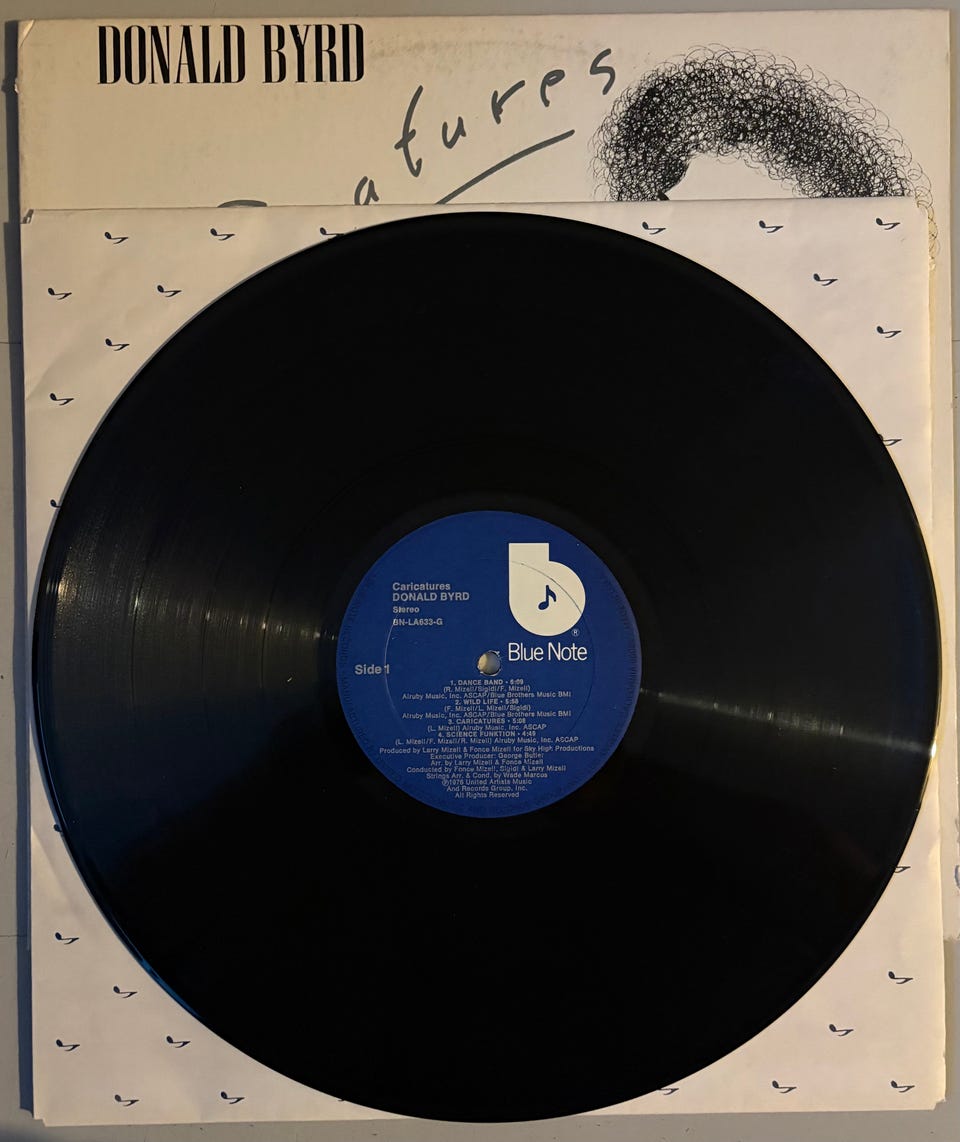 DONALD BYRD
atures
b
®
Blue Note
Caricatures
DONALD BYRD
Stereo
BN-LA633-G
Side 1
1. DANCE BAND - 6:09
(R. Mizell/Sigidi/F. Mizell)
Alruby Music, Inc. ASCAP/Blue Brothers Music BMI
2. WILD LIFE - 5:58
(F. Mizell/L. Mizell/Sigidi)
Alruby Music, Inc. ASCAP/Blue Brothers Music BMI
3. CARICATURES - 5:08
(L. Mizell) Alruby Music, Inc. ASCAP
4. SCIENCE FUNKTION - 4:49
(L. Mizell/F. Mizell/R. Mizell) Alruby Music, Inc. ASCAP
Produced by Larry Mizell & Fonce Mizell for Sky High Productions
Executive Producer: George Butler
Arr. by Larry Mizell & Fonce Mizell
Conducted by Fonce Mizell, Sigidi & Larry Mizell
Strings Arr. & Cond. by Wade Marcus
℗1976 United Artists Music
And Records Group, Inc.
All Rights Reserved